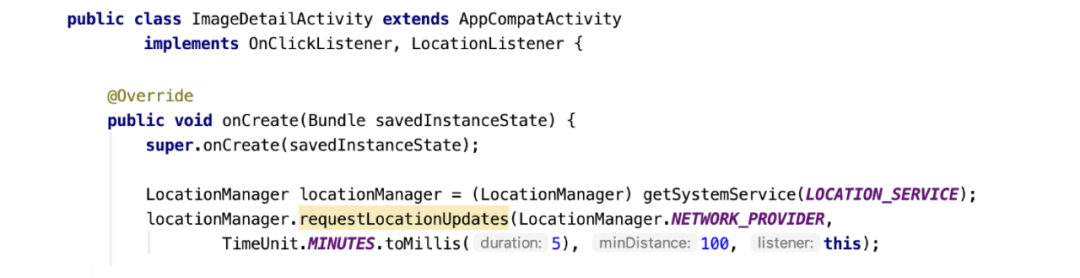 public class ImageDetailActivity extends AppCompatActivity
implements OnClickListener, LocationListener {
@Override
public void onCreate(Bundle savedInstanceState) {
super.onCreate(savedInstanceState);
LocationManager locationManager = (LocationManager) getSystemService(LOCATION_SERVICE);
locationManager.requestLocationUpdates(LocationManager.NETWORK_PROVIDER,
TimeUnit.MINUTES.toMillis( duration: 5), minDistance: 100, listener: this);